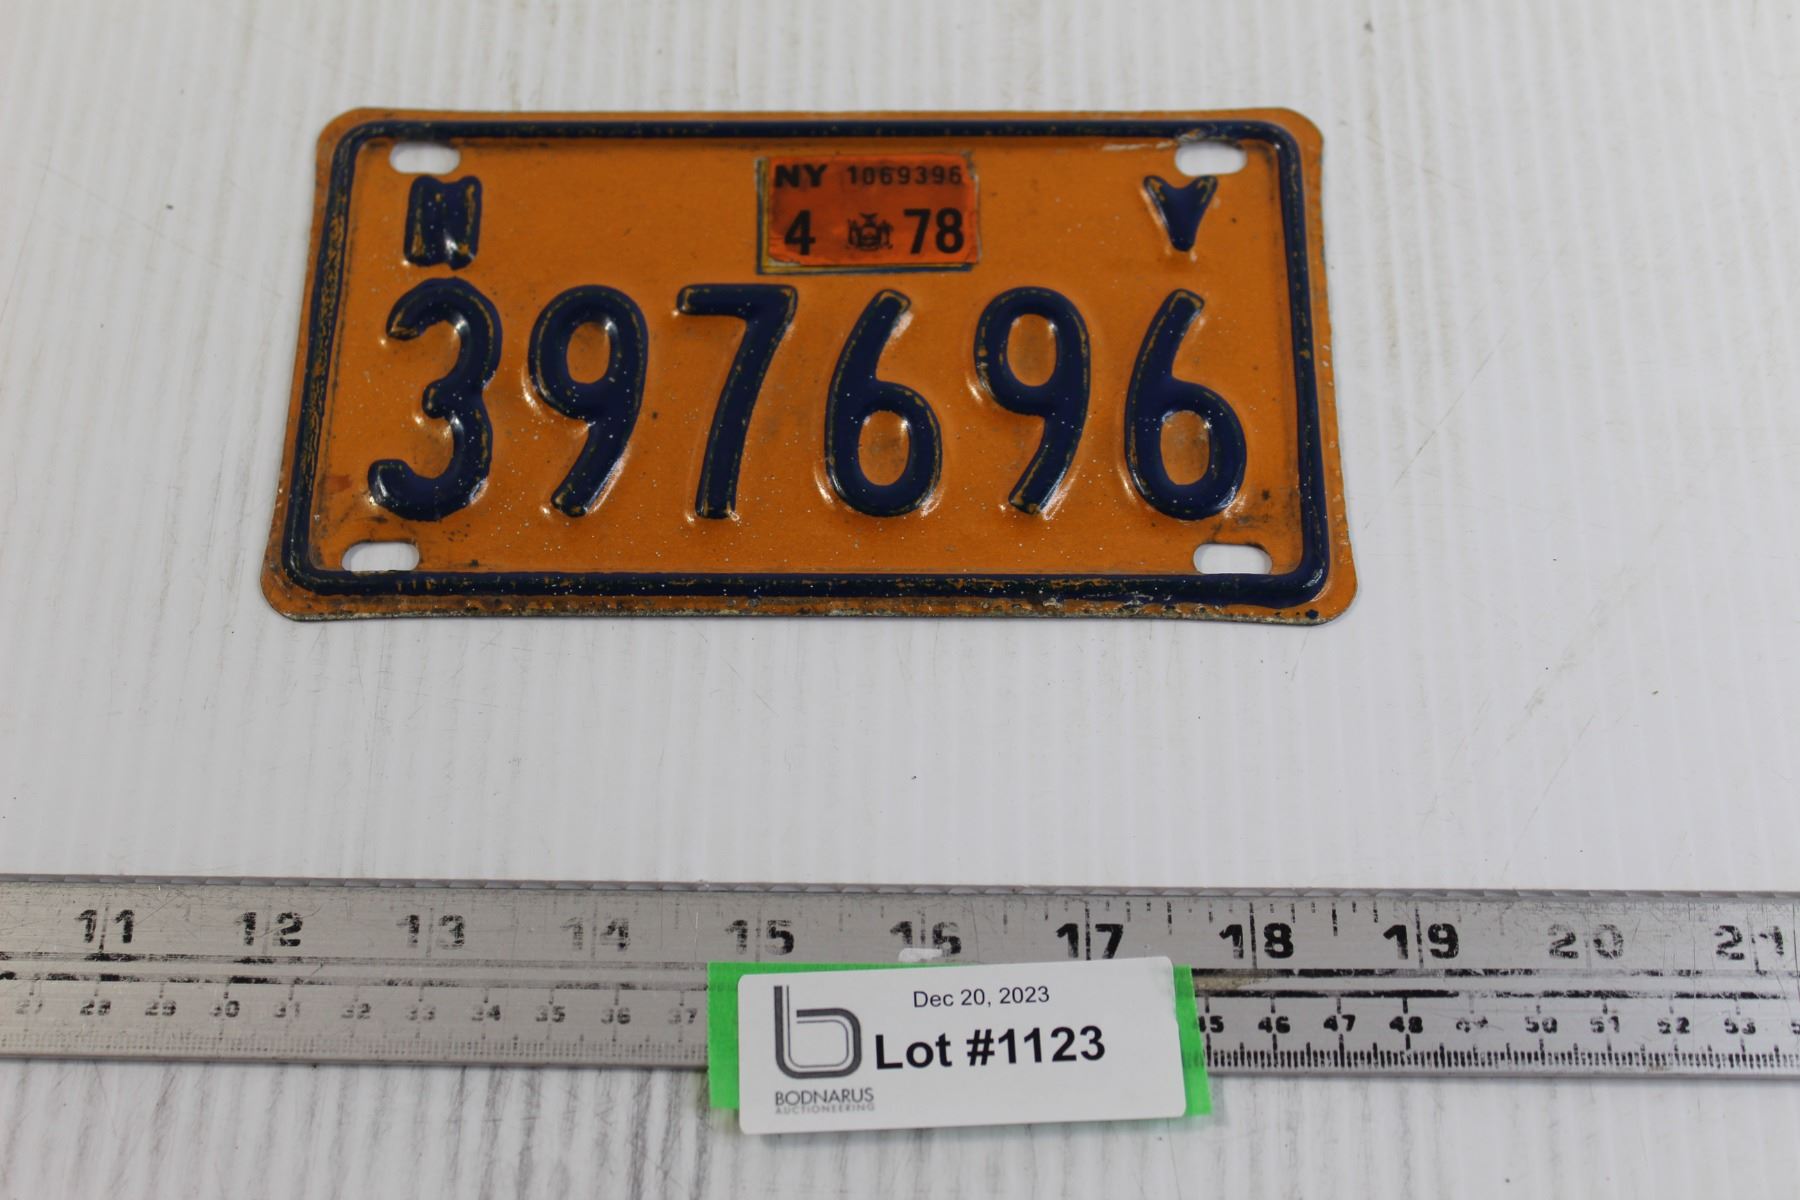 NY 1069396
4 78
N Y
397696
11 12 13 14 15 16 17 18 19 20 21
27 28 29 30 31 32 33 34 35 36 37 45 46 47 48 49 50 51 52 53
Dec 20, 2023
Lot #1123
BODNARUS
AUCTIONEERING